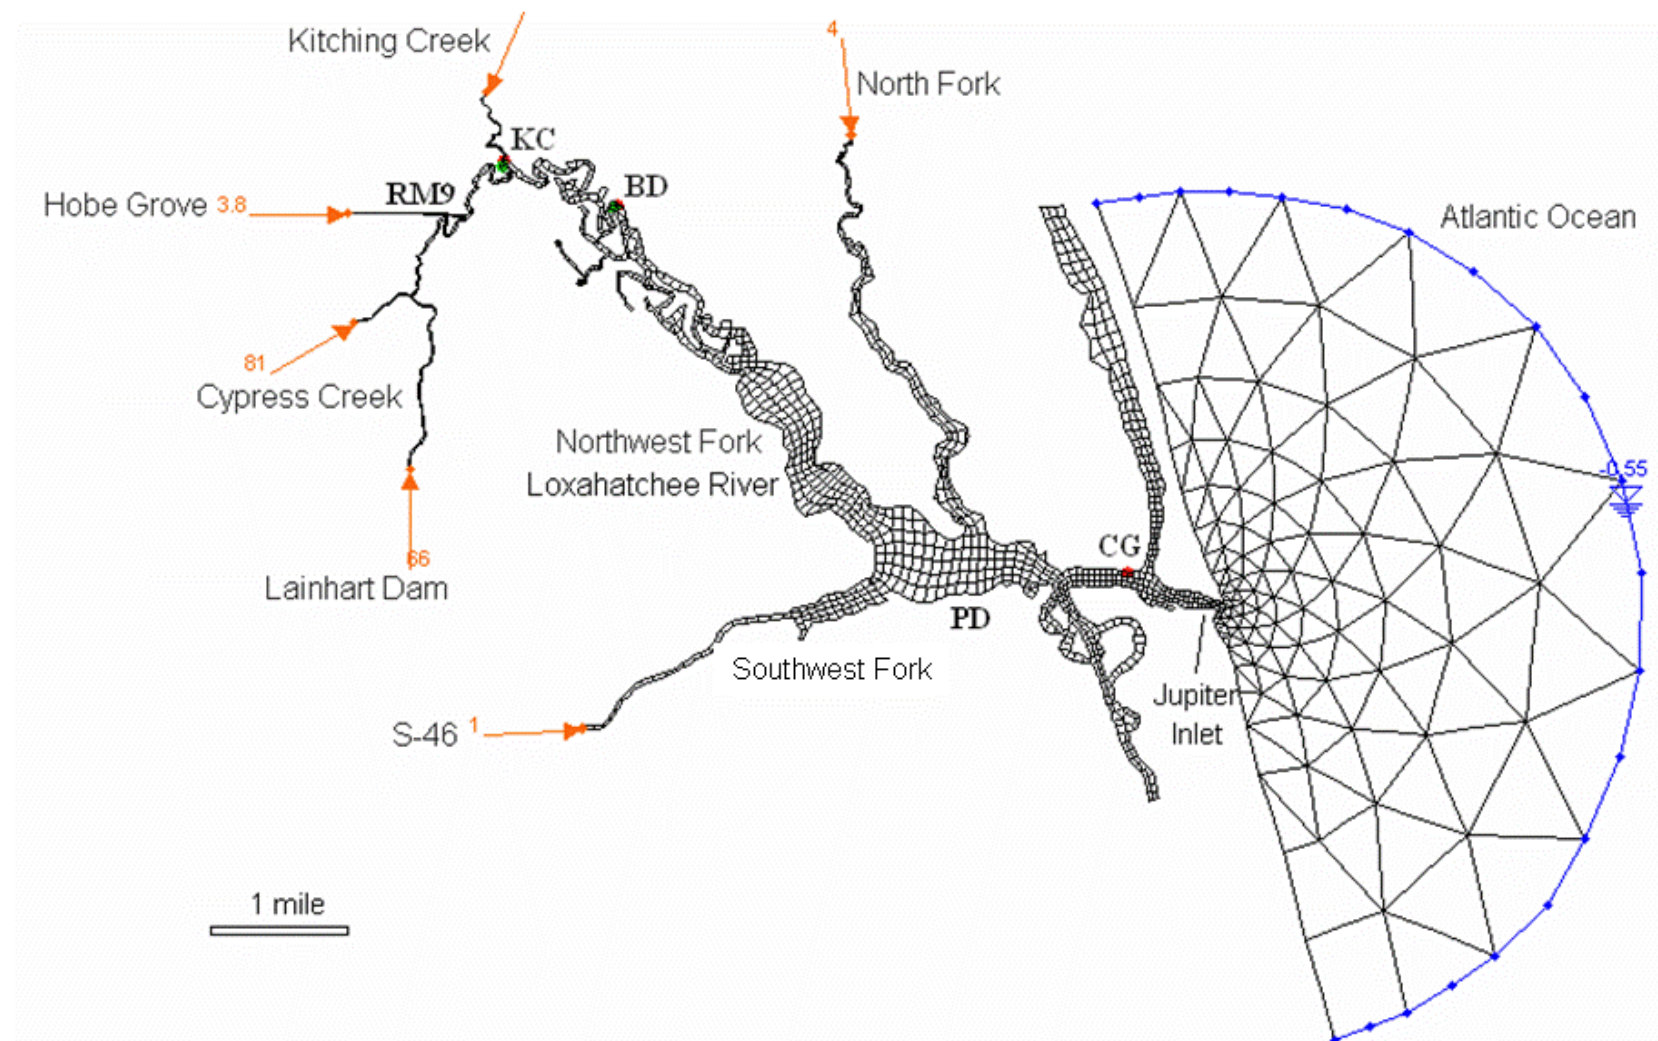 Kitching Creek
4
North Fork
KC
BD
RM9
Hobe Grove 3.8
Atlantic Ocean
81
Cypress Creek
Northwest Fork
Loxahatchee River
-0.55
CG
66
Lainhart Dam
PD
Southwest Fork
Jupiter
Inlet
S-46 1
1 mile